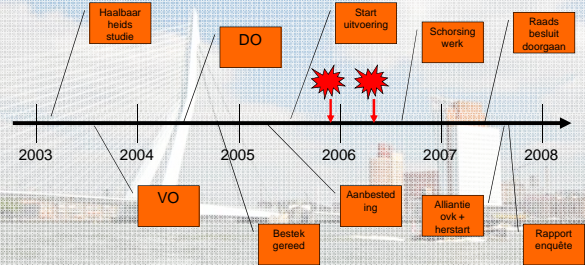 Haalbaar
heids
studie
DO
Start
uitvoering
Schorsing
werk
Raads
besluit
doorgaan
2003
2004
2005
2006
2007
2008
VO
Bestek
gereed
Aanbested
ing
Alliantie
ovk +
herstart
Rapport
enquête